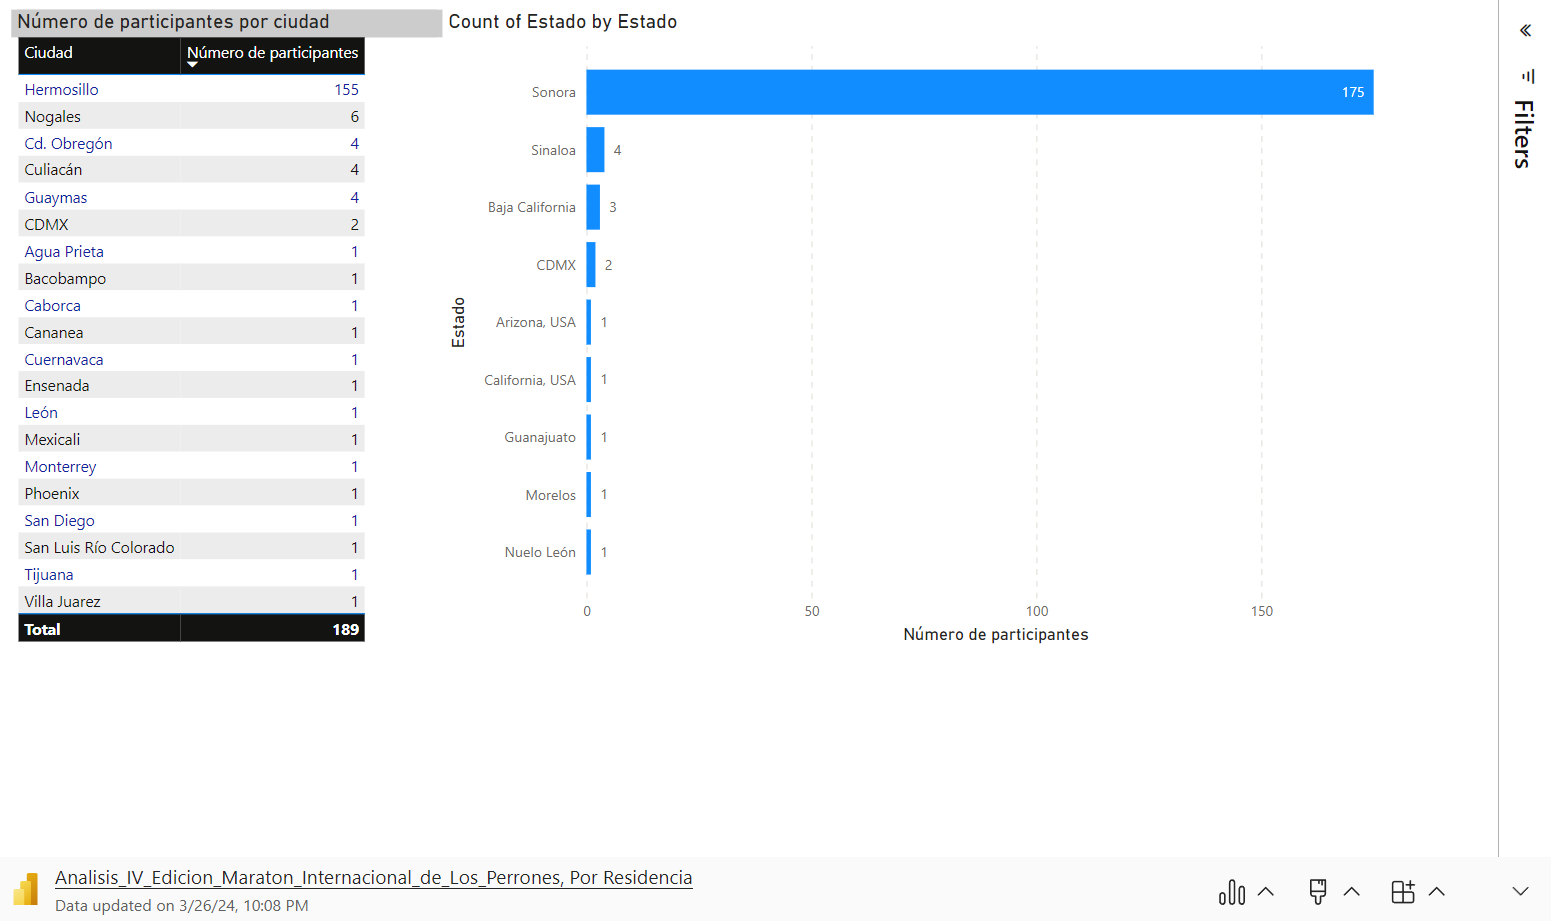 Número de participantes por ciudad
Ciudad Número de participantes
Hermosillo 155
Nogales 6
Cd. Obregón 4
Culiacán 4
Guaymas 4
CDMX 2
Agua Prieta 1
Bacobampo 1
Caborca 1
Cananea 1
Cuernavaca 1
Ensenada 1
León 1
Mexicali 1
Monterrey 1
Phoenix 1
San Diego 1
San Luis Río Colorado 1
Tijuana 1
Villa Juarez 1
Total 189
Count of Estado by Estado
Estado
Sonora 175
Sinaloa 4
Baja California 3
CDMX 2
Arizona, USA 1
California, USA 1
Guanajuato 1
Morelos 1
Nuelo León 1
0 50 100 150
Número de participantes
Filters
Analisis_IV_Edicion_Maraton_Internacional_de_Los_Perrones, Por Residencia
Data updated on 3/26/24, 10:08 PM